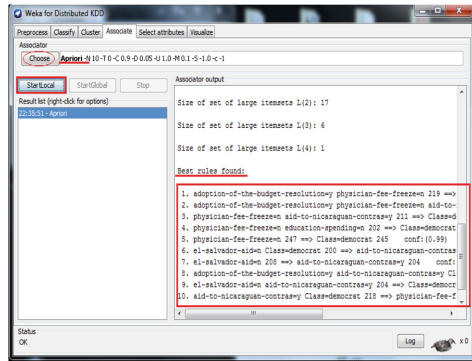 Weka for Distributed KDD
Preprocess Classify Cluster Associate Select attributes Visualize
Associator
Choose Apriori -N 10 -T 0 -C 0.9 -D 0.05 -U 1.0 -M 0.1 -S -1.0 -c -1
StartLocal StartGlobal Stop
Result list (right-click for options)
22:35:51 - Apriori
Associator output
Size of set of large itemsets L(2): 17
Size of set of large itemsets L(3): 6
Size of set of large itemsets L(4): 1
Best rules found:
1. adoption-of-the-budget-resolution=y physician-fee-freeze=n 219 ==>
2. adoption-of-the-budget-resolution=y physician-fee-freeze=n aid-to-
3. physician-fee-freeze=n aid-to-nicaraguan-contras=y 211 ==> Class=d
4. physician-fee-freeze=n education-spending=n 202 ==> Class=democrat
5. physician-fee-freeze=n 247 ==> Class=democrat 245 conf:(0.99)
6. el-salvador-aid=n Class=democrat 200 ==> aid-to-nicaraguan-contras
7. el-salvador-aid=n 208 ==> aid-to-nicaraguan-contras=y 204 conf:
8. adoption-of-the-budget-resolution=y aid-to-nicaraguan-contras=y Cl
9. el-salvador-aid=n aid-to-nicaraguan-contras=y 204 ==> Class=democr
10. aid-to-nicaraguan-contras=y Class=democrat 218 ==> physician-fee-f
Status
OK
Log
x 0